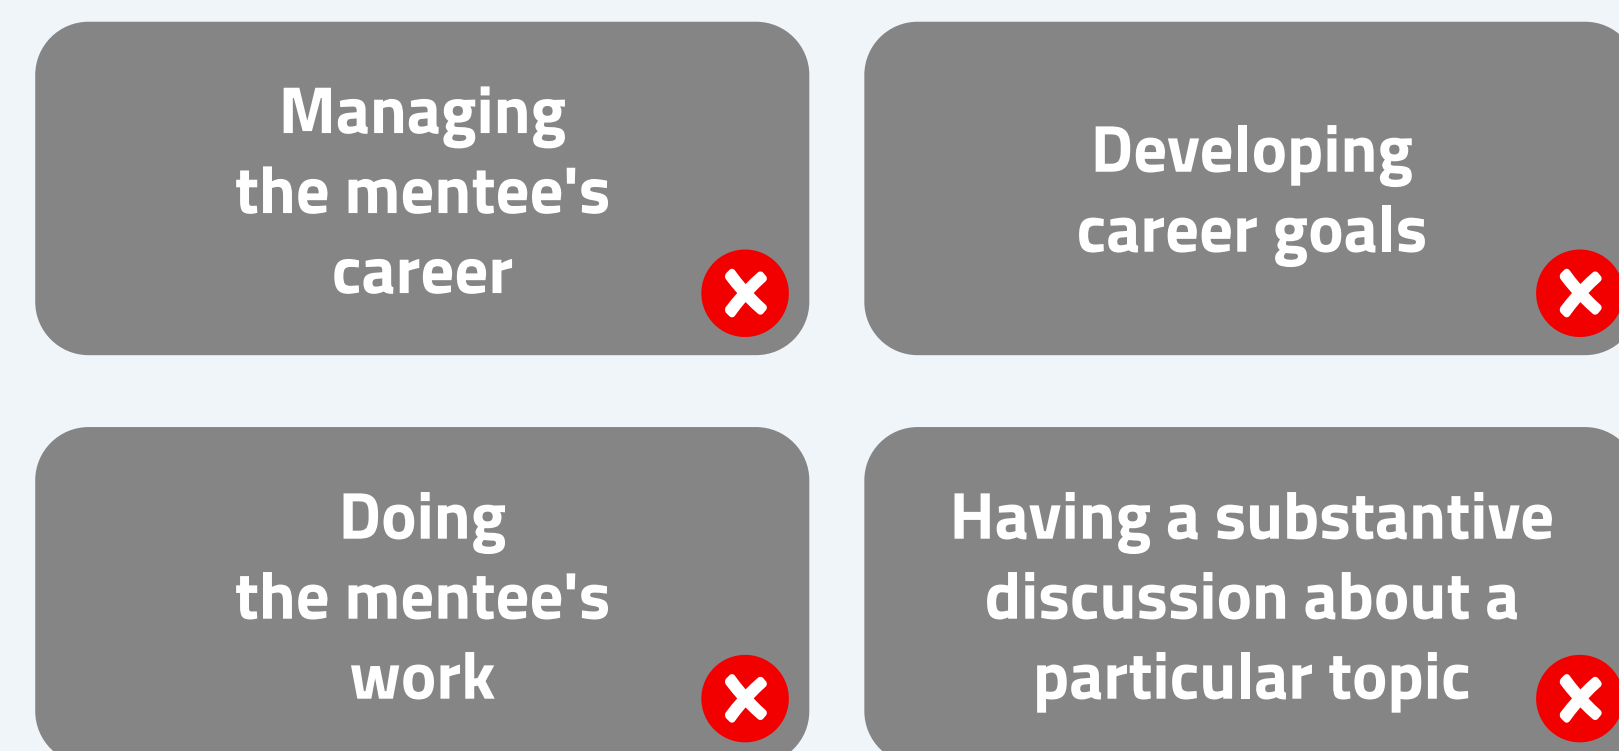 Managing
the mentee's
career
Developing
career goals
Doing
the mentee's
work
Having a substantive
discussion about a
particular topic